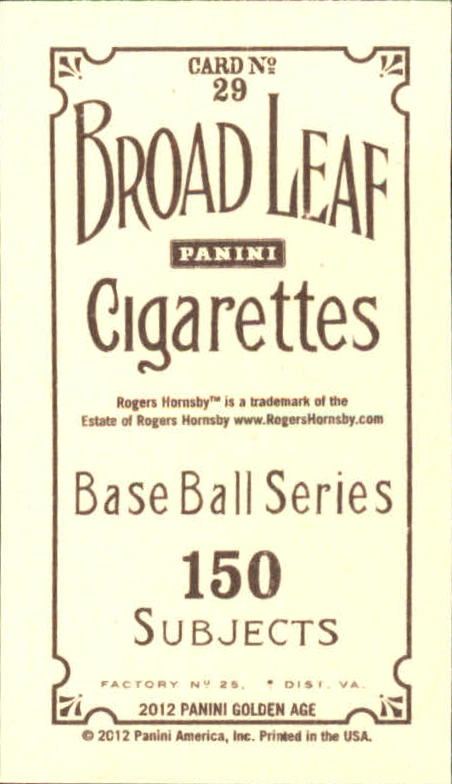 CARD Nº
29
BROAD LEAF
PANINI
Cigarettes
Rogers Hornsby™ is a trademark of the
Estate of Rogers Hornsby www.RogersHornsby.com
Base Ball Series
150
SUBJECTS
FACTORY Nº 25, • DIST. VA.
2012 PANINI GOLDEN AGE
© 2012 Panini America, Inc. Printed in the USA.